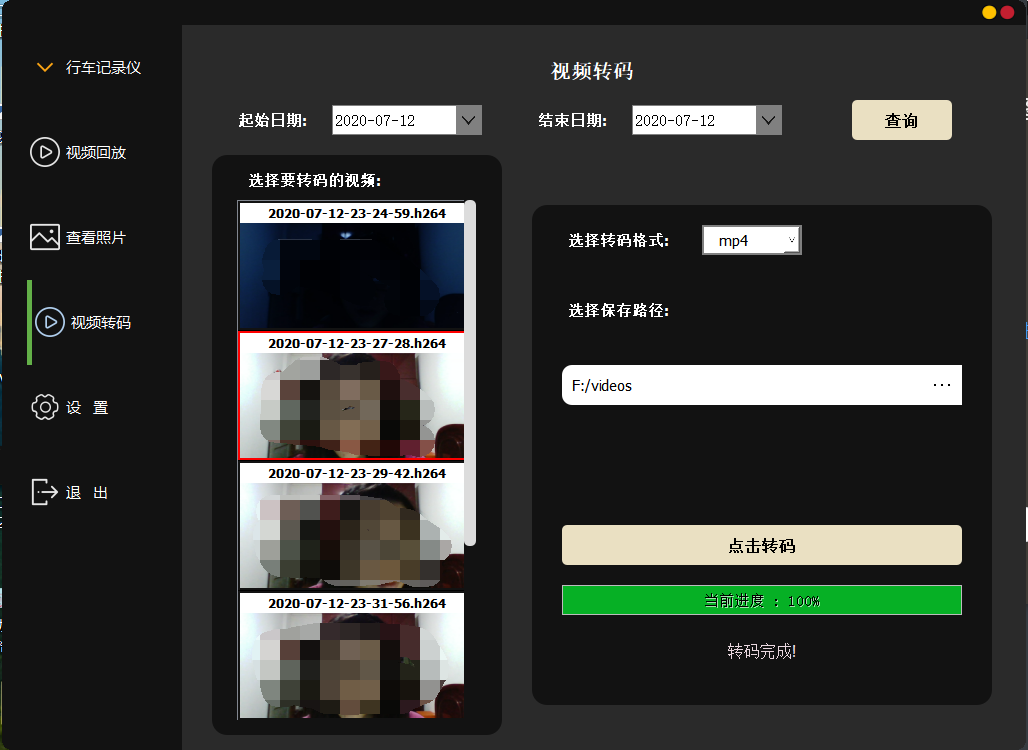 行车记录仪
视频回放
查看照片
视频转码
设 置
退 出
视频转码
起始日期: 2020-07-12 结束日期: 2020-07-12 查询
选择要转码的视频:
2020-07-12-23-24-59.h264
2020-07-12-23-27-28.h264
2020-07-12-23-29-42.h264
2020-07-12-23-31-56.h264
选择转码格式: mp4
选择保存路径:
F:/videos ...
点击转码
当前进度 : 100%
转码完成!